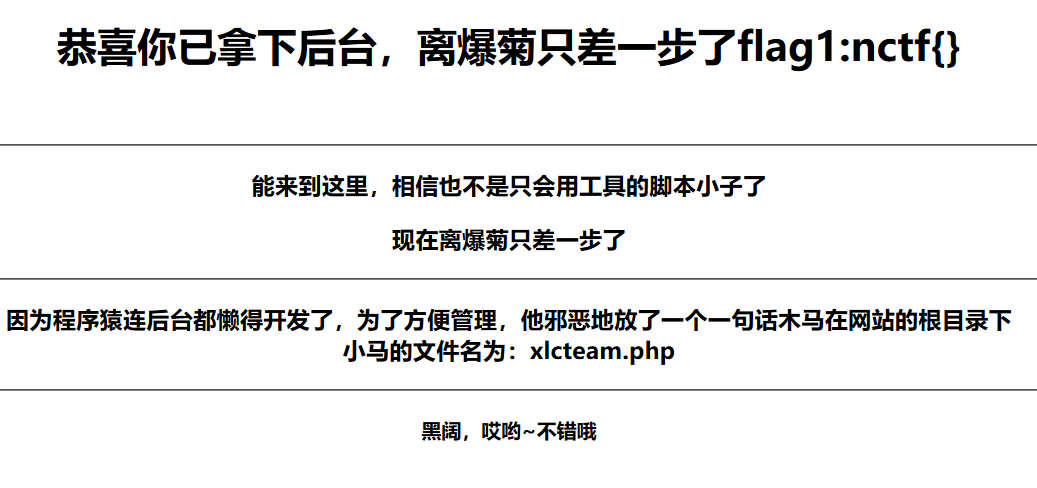 恭喜你已拿下后台，离爆菊只差一步了flag1:nctf{}
能来到这里，相信也不是只会用工具的脚本小子了
现在离爆菊只差一步了
因为程序猿连后台都懒得开发了，为了方便管理，他邪恶地放了一个一句话木马在网站的根目录下
小马的文件名为：xlcteam.php
黑阔，哎哟~不错哦